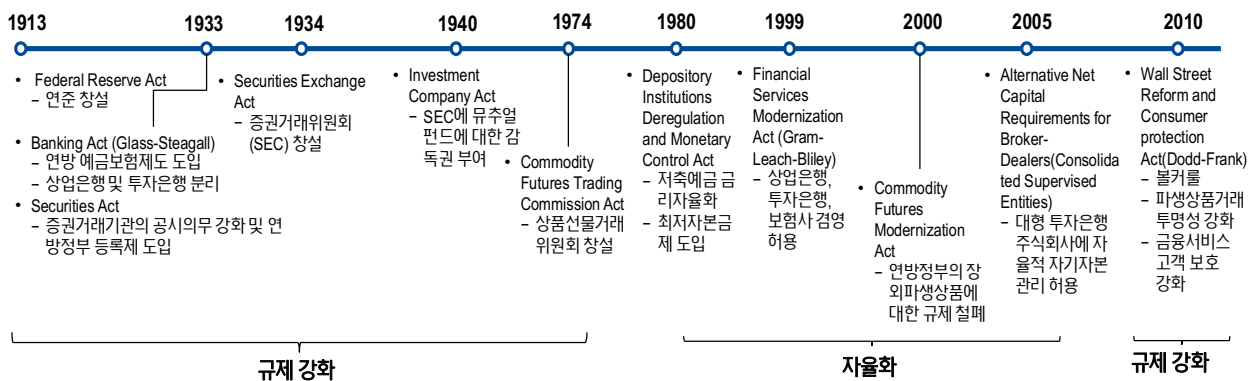 1913
1933
1934
1940
1974
1980
1999
2000
2005
2010
• Federal Reserve Act
– 연준 창설
• Banking Act (Glass-Steagall)
– 연방 예금보험제도 도입
– 상업은행 및 투자은행 분리
• Securities Act
– 증권거래기관의 공시의무 강화 및 연
방정부 등록제 도입
• Securities Exchange
Act
– 증권거래위원회
(SEC) 창설
• Investment
Company Act
– SEC에 뮤추얼
펀드에 대한 감
독권 부여
• Commodity
Futures Trading
Commission Act
– 상품선물거래
위원회 창설
• Depository
Institutions
Deregulation
and Monetary
Control Act
– 저축예금 금
리자율화
– 최저자본금
제 도입
• Financial
Services
Modernization
Act (Gram-
Leach-Bliley)
– 상업은행,
투자은행,
보험사 겸영
허용
• Commodity
Futures
Modernization
Act
– 연방정부의 장
외파생상품에
대한 규제 철폐
• Alternative Net
Capital
Requirements for
Broker-
Dealers(Consolida
ted Supervised
Entities)
– 대형 투자은행
주식회사에 자
율적 자기자본
관리 허용
• Wall Street
Reform and
Consumer
protection
Act(Dodd-Frank)
– 볼커룰
– 파생상품거래
투명성 강화
– 금융서비스
고객 보호
강화
규제 강화
자율화
규제 강화